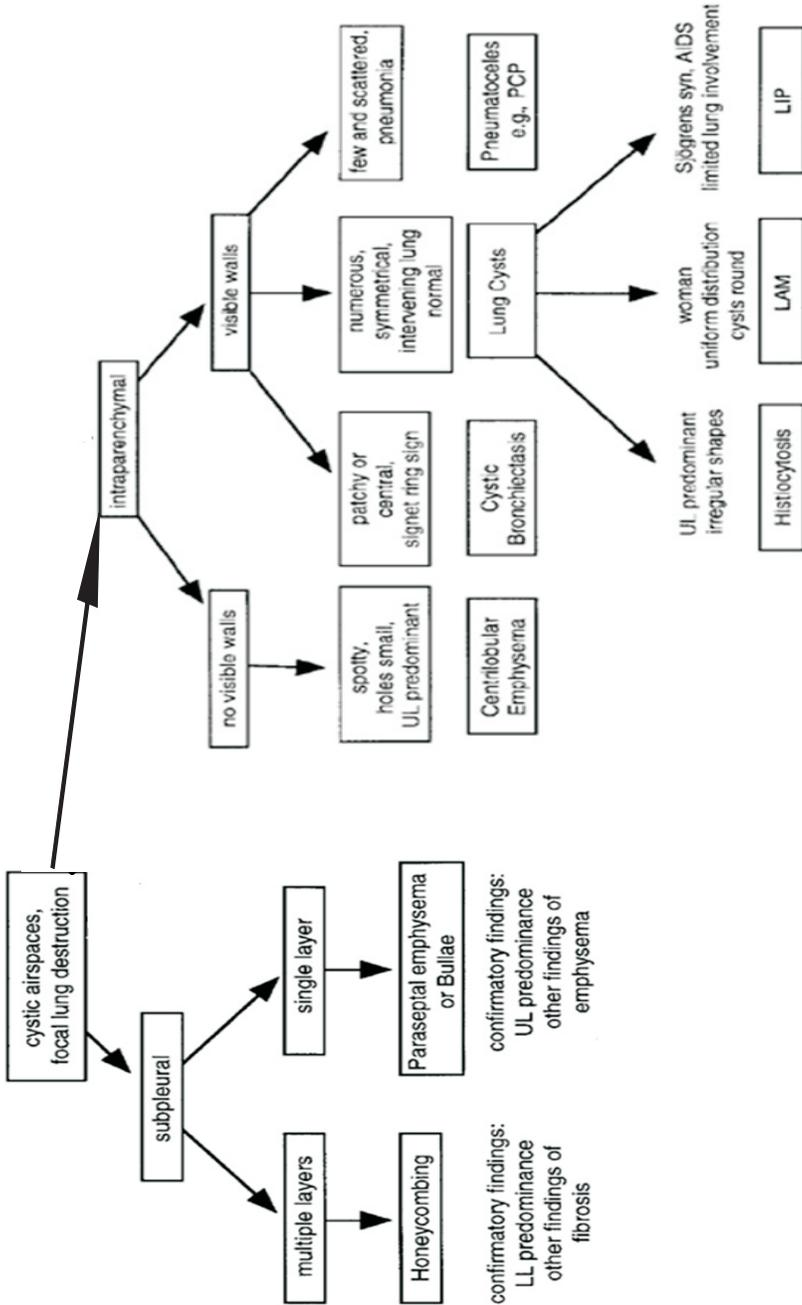 cystic airspaces,
focal lung destruction
subpleural
multiple layers
single layer
Honeycombing
Paraseptal emphysema
or Bullae
confirmatory findings:
LL predominance
other findings of
fibrosis
confirmatory findings:
UL predominance
other findings of
emphysema
intraparenchymal
no visible walls
visible walls
spotty,
holes small,
UL predominant
patchy or
central,
signet ring sign
numerous,
symmetrical,
intervening lung
normal
few and scattered,
pneumonia
Centrilobular
Emphysema
Cystic
Bronchiectasis
Lung Cysts
Pneumatoceles
e.g., PCP
UL predominant
irregular shapes
woman
uniform distribution
cysts round
Sjögrens syn, AIDS
limited lung involvement
Histiocytosis
LAM
LIP